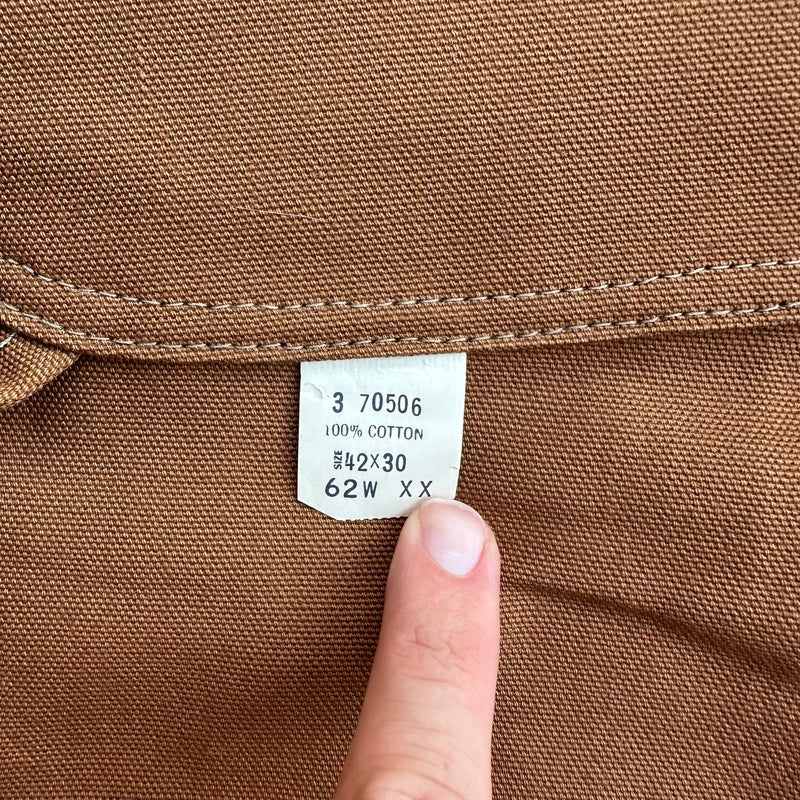 3 70506
100% COTTON
SIZE 42X30
62W XX